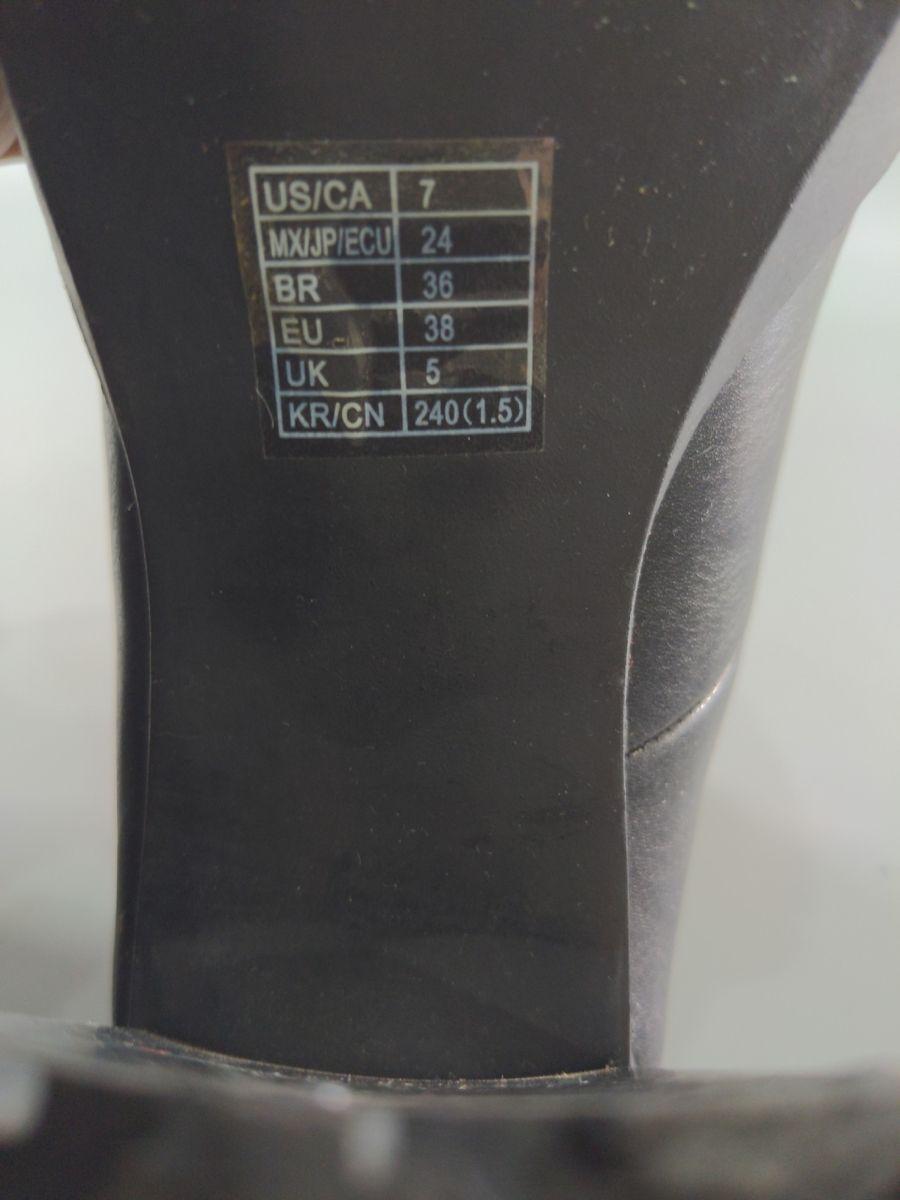 US/CA 7
MX/JP/ECU 24
BR 36
EU 38
UK 5
KR/CN 240(1.5)